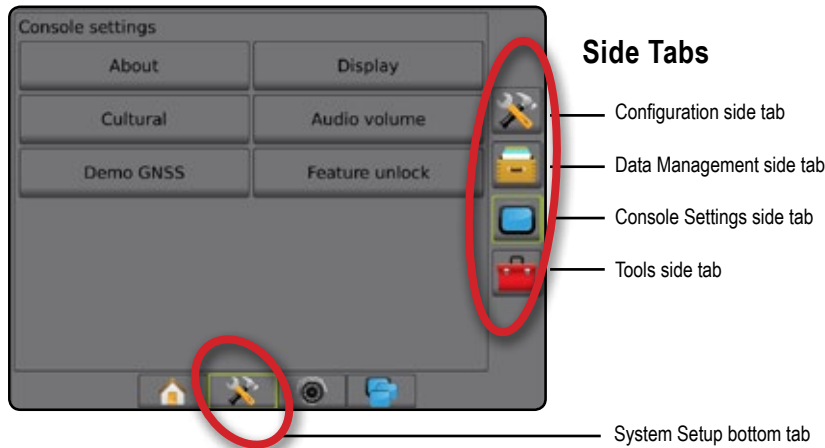 Console settings
About
Display
Cultural
Audio volume
Demo GNSS
Feature unlock
Side Tabs
Configuration side tab
Data Management side tab
Console Settings side tab
Tools side tab
System Setup bottom tab